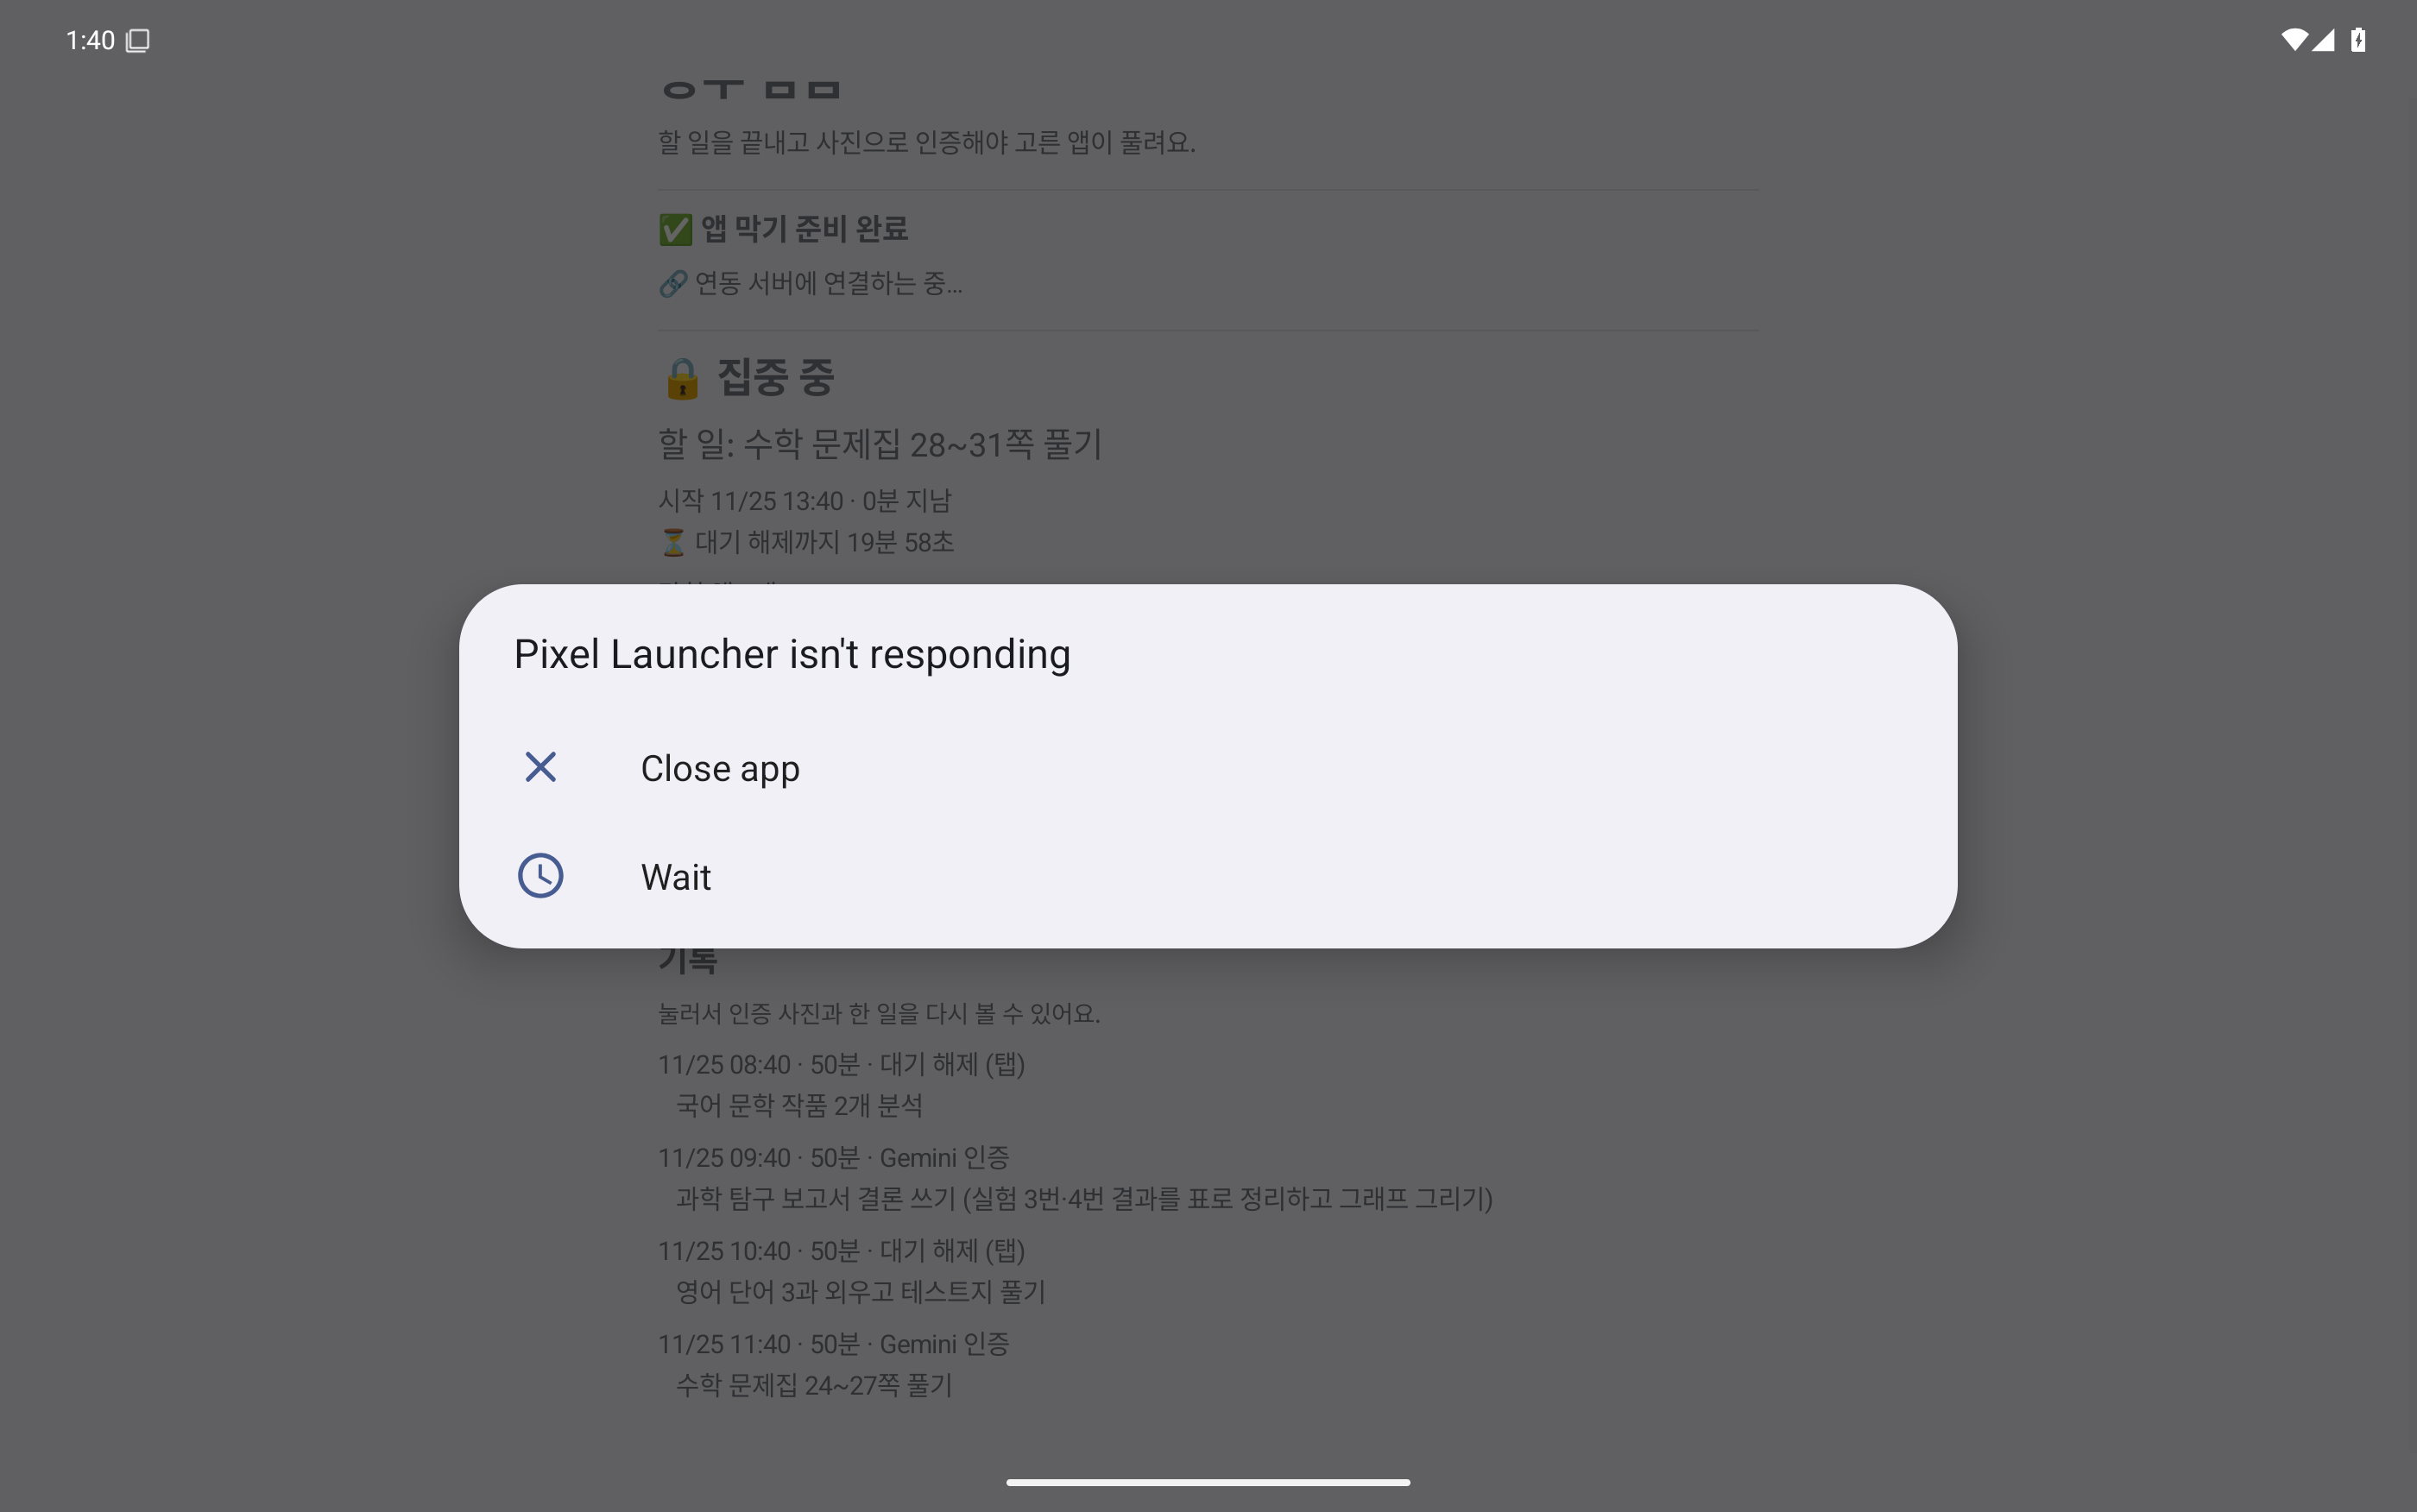 1:40
할 일을 끝내고 사진으로 인증해야 고른 앱이 풀려요.
✅ 앱 막기 준비 완료
🔗 연동 서버에 연결하는 중...
🔒 집중 중
할 일: 수학 문제집 28~31쪽 풀기
시작 11/25 13:40 · 0분 지남
⏳ 대기 해제까지 19분 58초
Pixel Launcher isn't responding
Close app
Wait
기록
눌러서 인증 사진과 한 일을 다시 볼 수 있어요.
11/25 08:40 · 50분 · 대기 해제 (탭)
국어 문학 작품 2개 분석
11/25 09:40 · 50분 · Gemini 인증
과학 탐구 보고서 결론 쓰기 (실험 3번·4번 결과를 표로 정리하고 그래프 그리기)
11/25 10:40 · 50분 · 대기 해제 (탭)
영어 단어 3과 외우고 테스트지 풀기
11/25 11:40 · 50분 · Gemini 인증
수학 문제집 24~27쪽 풀기